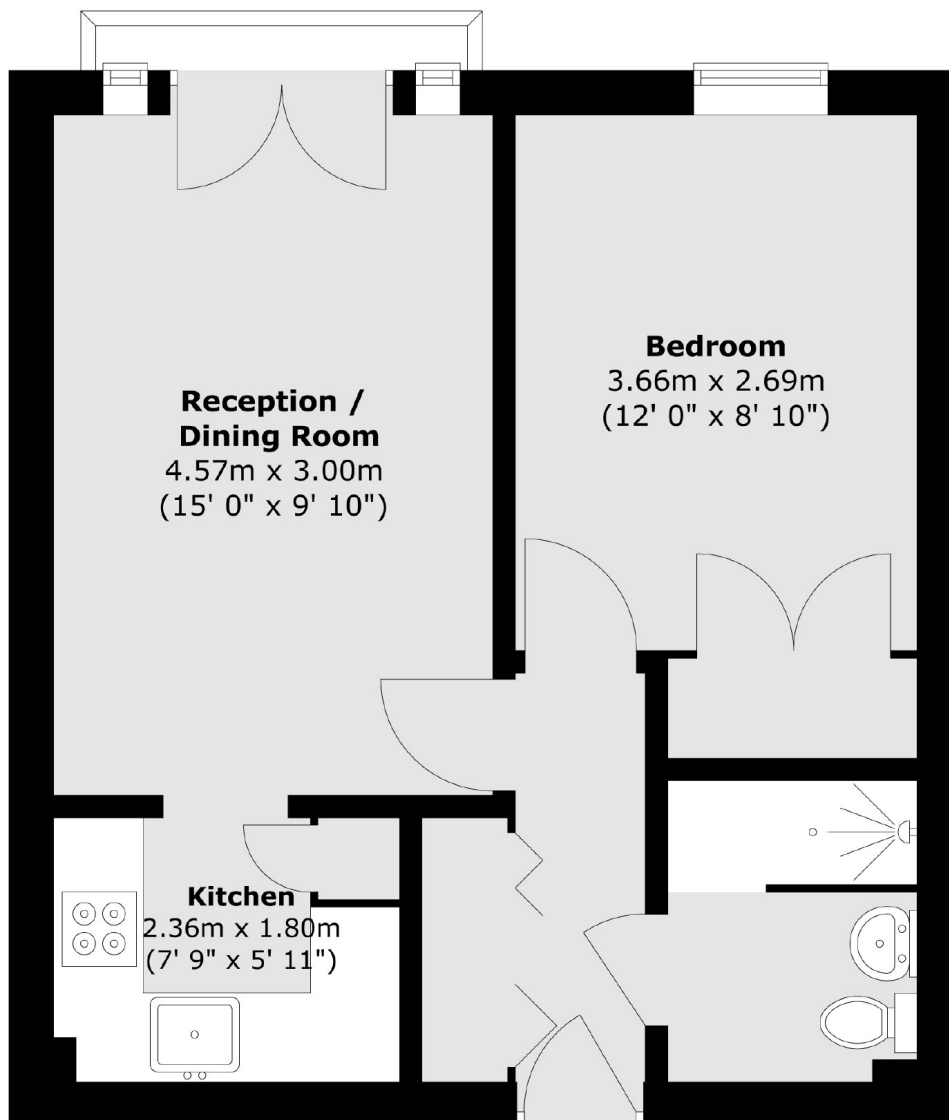 Reception /
Dining Room
4.57m x 3.00m
(15' 0" x 9' 10")
Bedroom
3.66m x 2.69m
(12' 0" x 8' 10")
Kitchen
2.36m x 1.80m
(7' 9" x 5' 11")